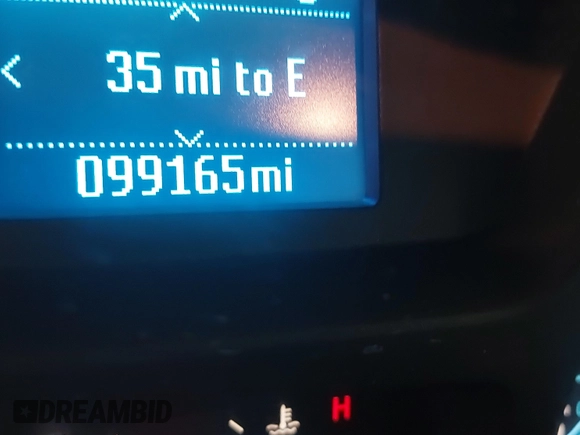 35 mi to E
099165mi
H
DREAMBID